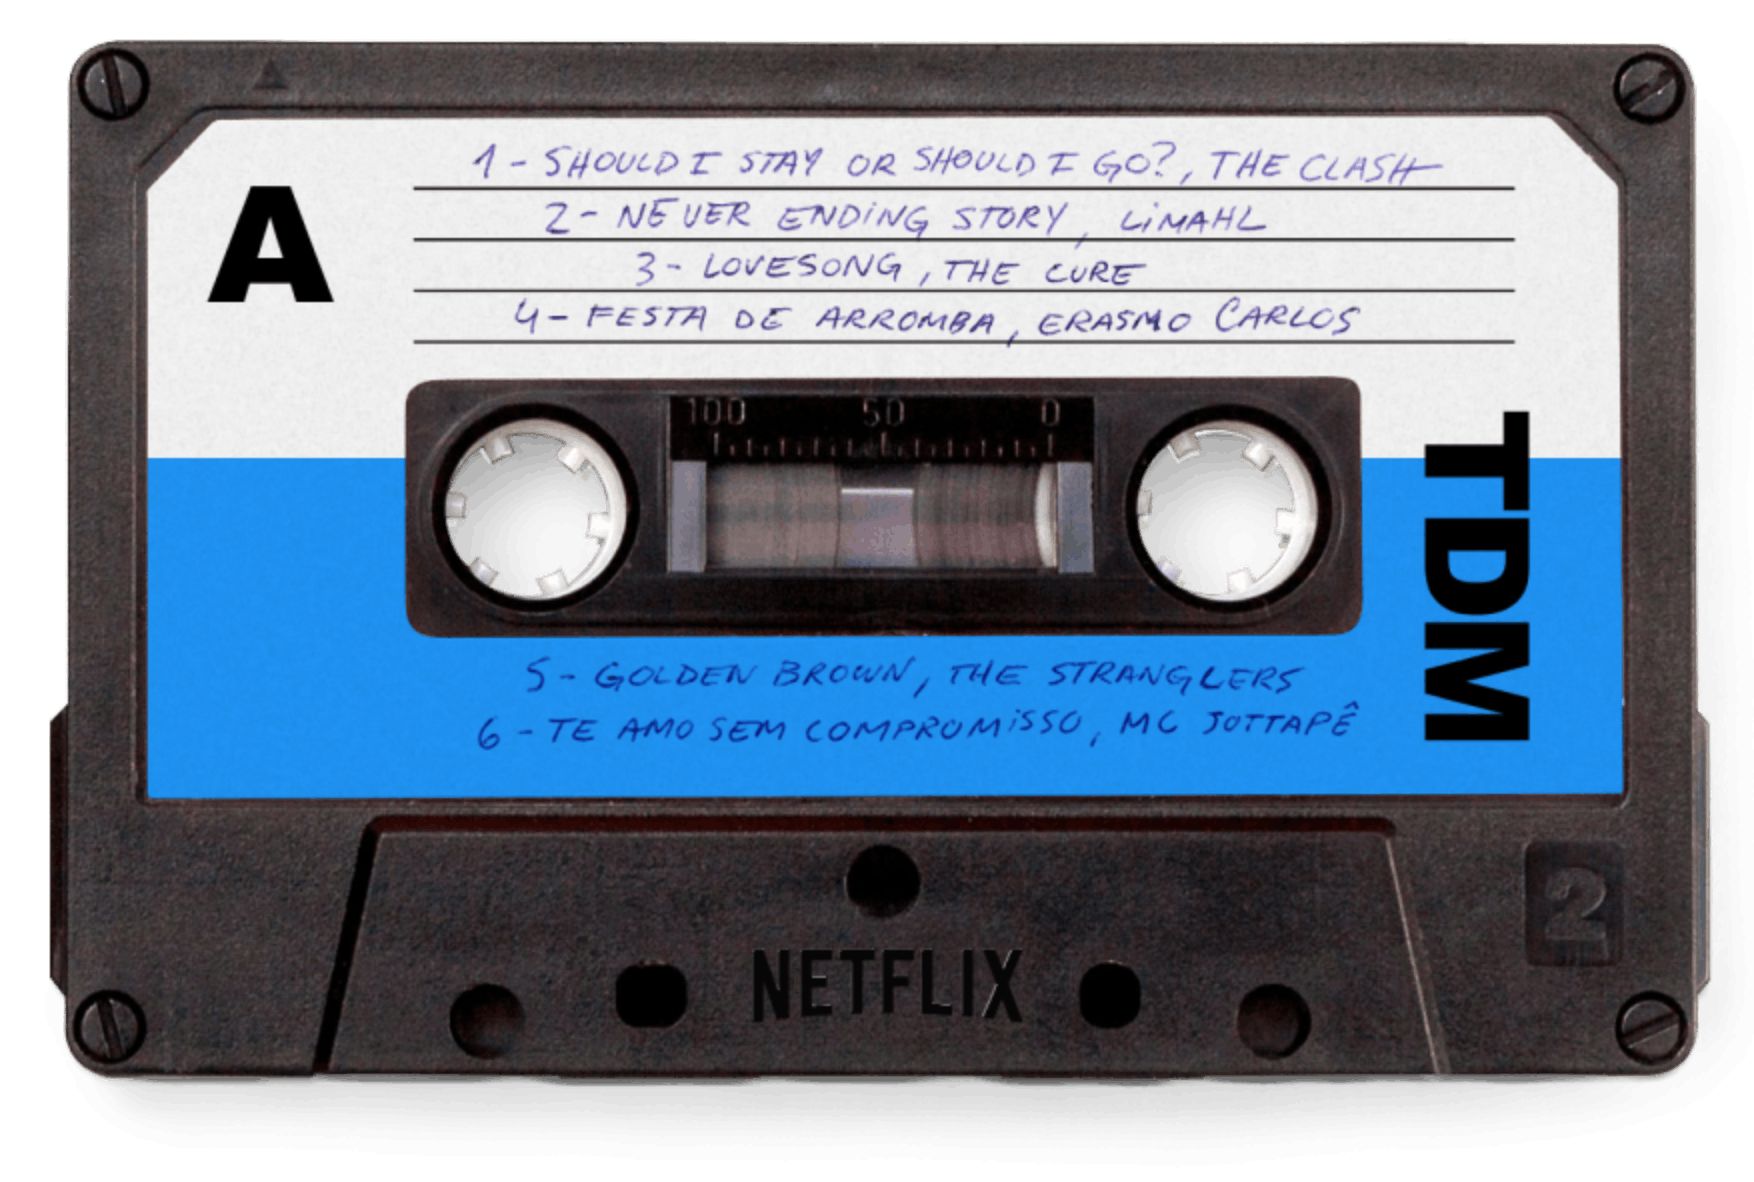 1 - SHOULD I STAY OR SHOULD I GO?, THE CLASH
A
2 - NEVER ENDING STORY, LiMAHL
3 - LOVESONG, THE CURE
4 - FESTA DE ARROMBA, ERASMO CARLOS
100 50 0
TDM
5 - GOLDEN BROWN, THE STRANGLERS
6 - TE AMO SEM COMPROMiSSO, MC JOTTAPÊ
2
NETFLIX